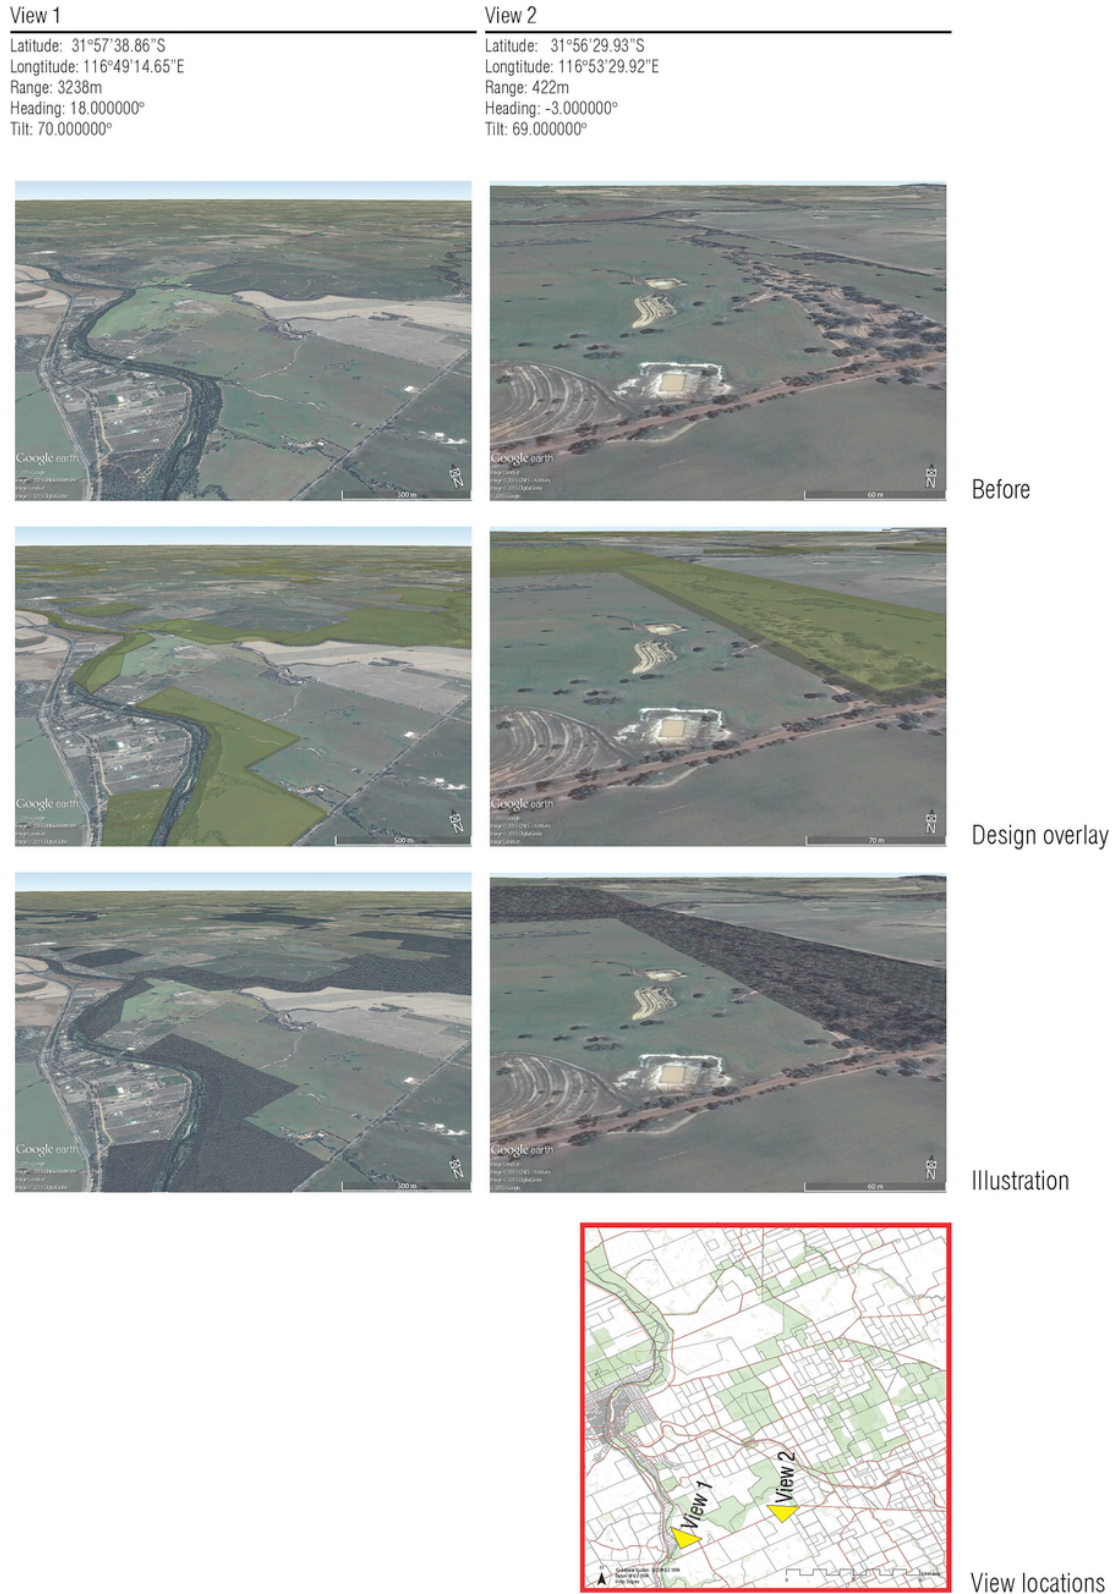 View 1
Latitude:  31°57'38.86"S
Longtitude: 116°49'14.65"E
Range: 3238m
Heading: 18.000000°
Tilt: 70.000000°
View 2
Latitude:   31°56'29.93"S
Longtitude: 116°53'29.92"E
Range: 422m
Heading: -3.000000°
Tilt: 69.000000°
Google earth
500 m
Google earth
60 m
Before
Google earth
500 m
Google earth
70 m
Design overlay
Google earth
500 m
Google earth
60 m
Illustration
View 1
View 2
View locations